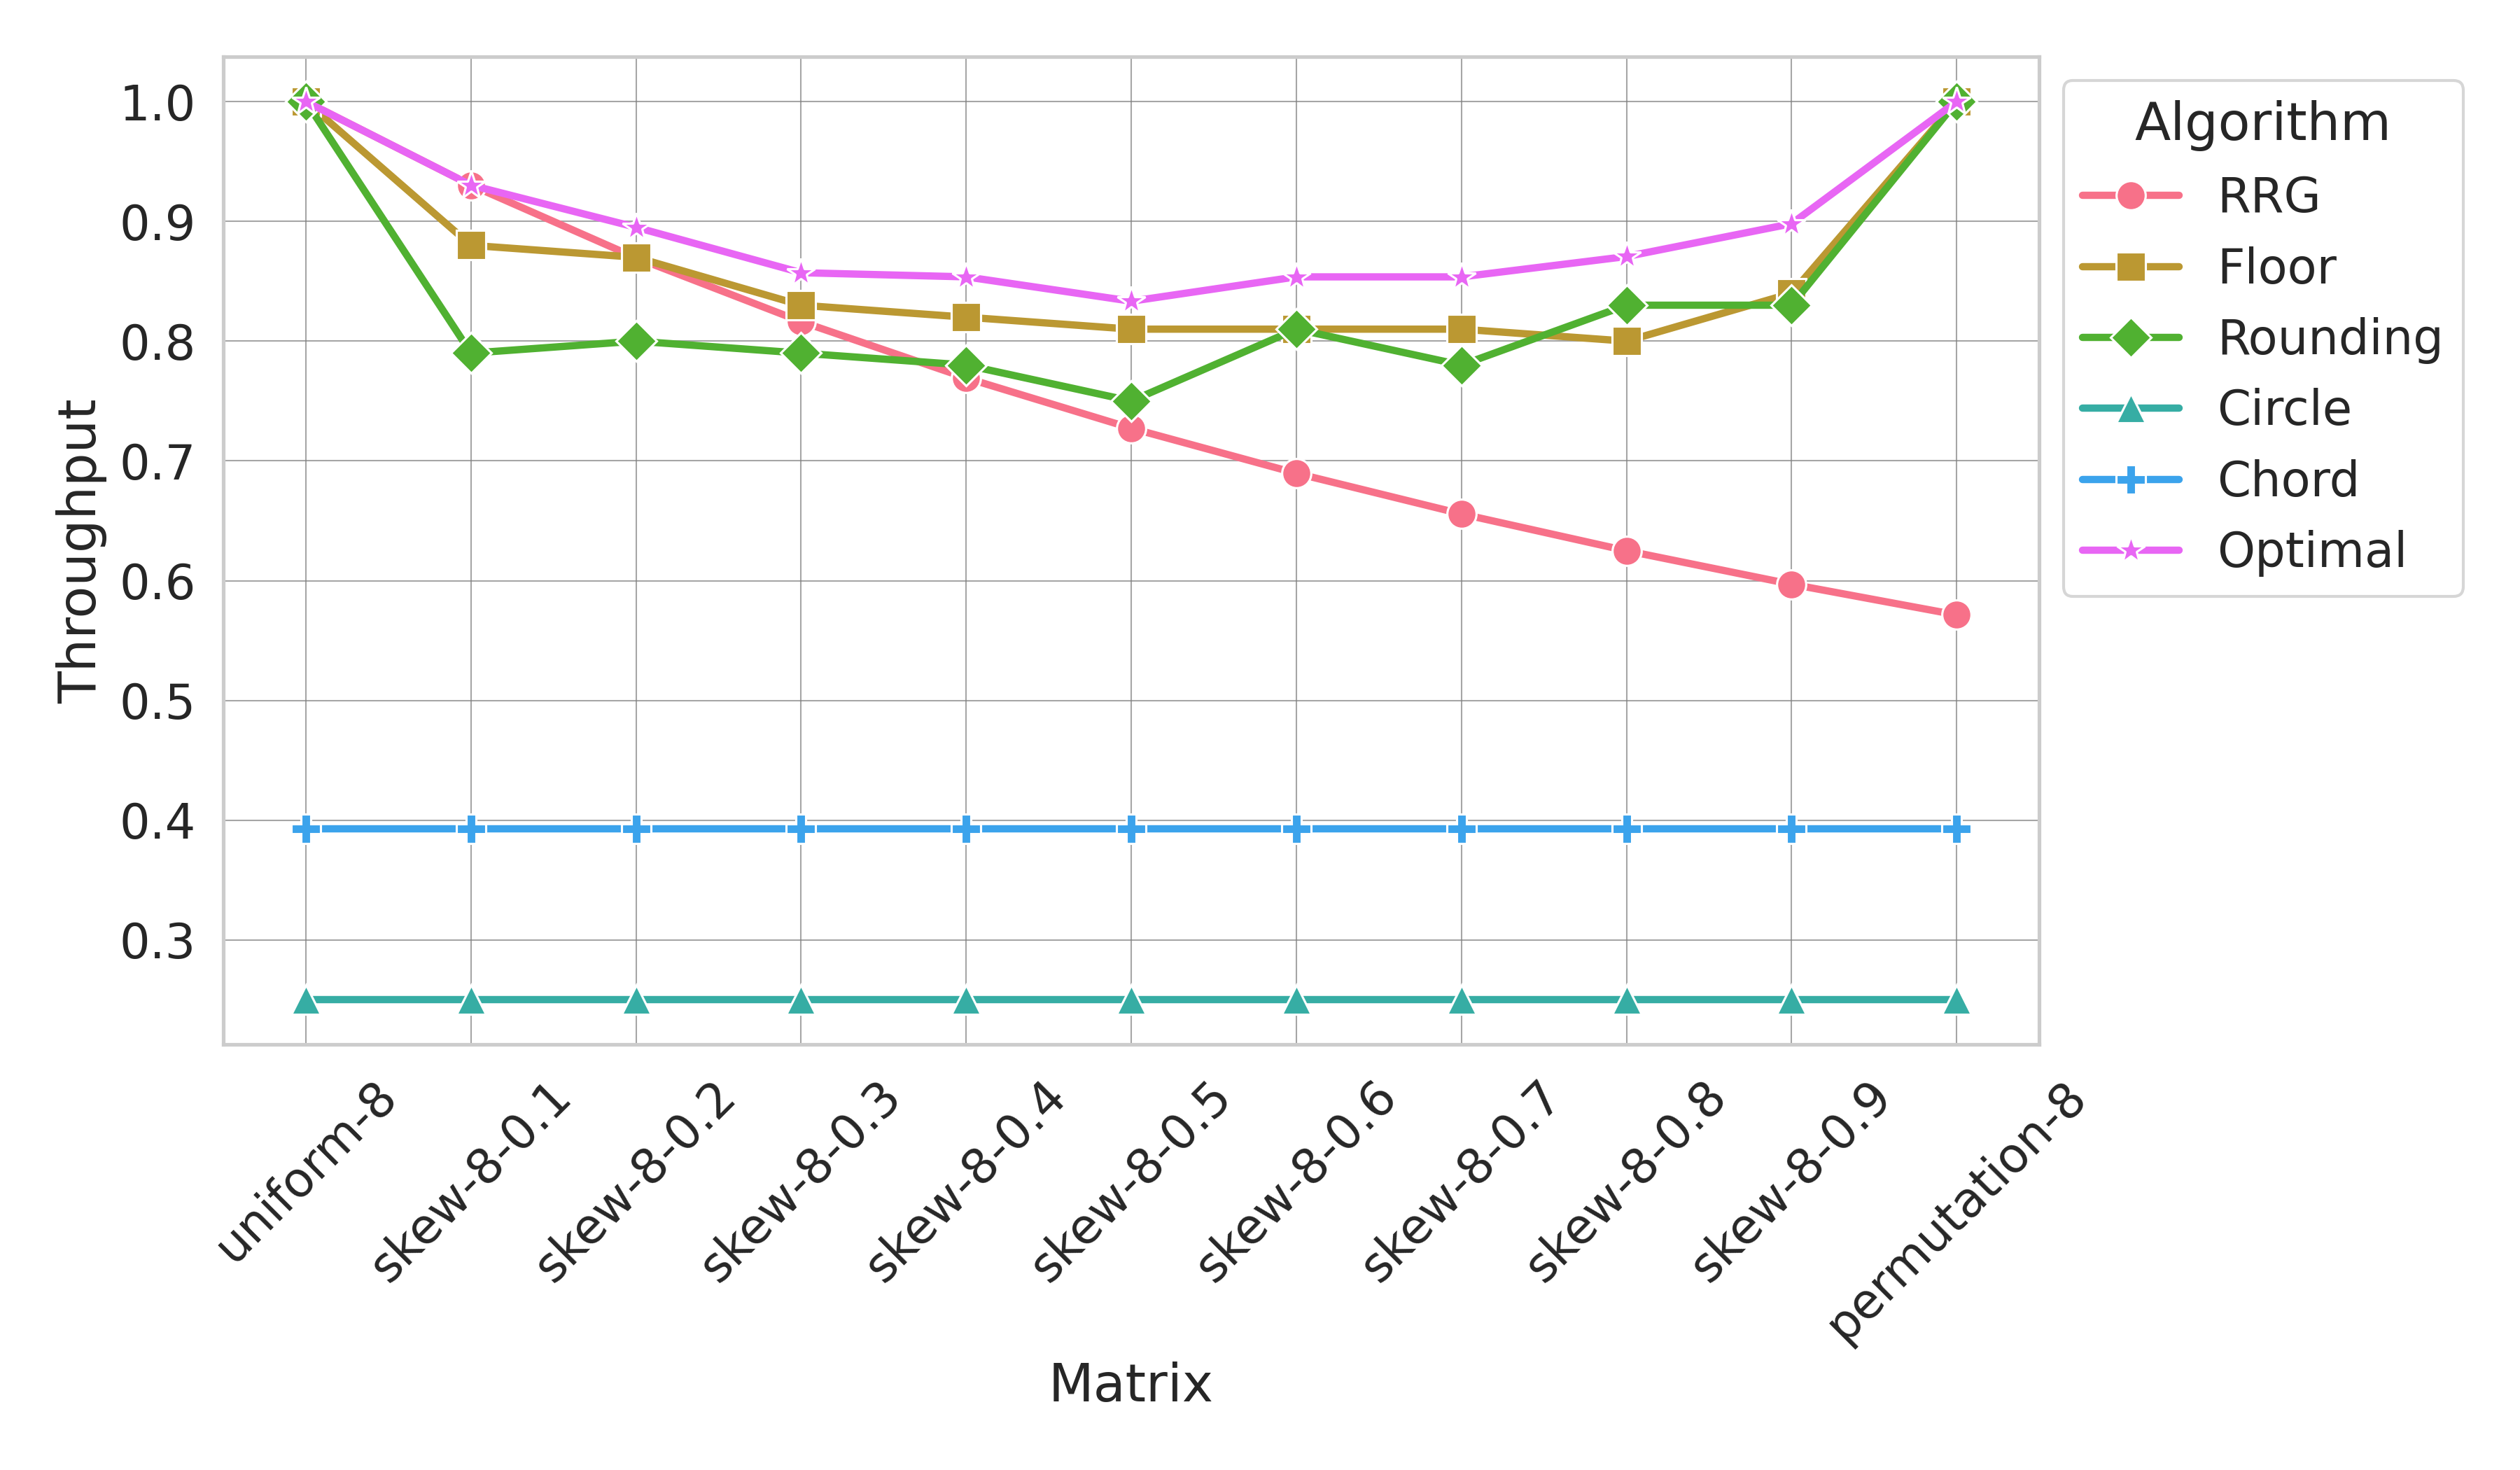 1.0
0.9
0.8
0.7
0.6
0.5
0.4
0.3
Throughput
uniform-8
skew-8-0.1
skew-8-0.2
skew-8-0.3
skew-8-0.4
skew-8-0.5
skew-8-0.6
skew-8-0.7
skew-8-0.8
skew-8-0.9
permutation-8
Matrix
Algorithm
RRG
Floor
Rounding
Circle
Chord
Optimal